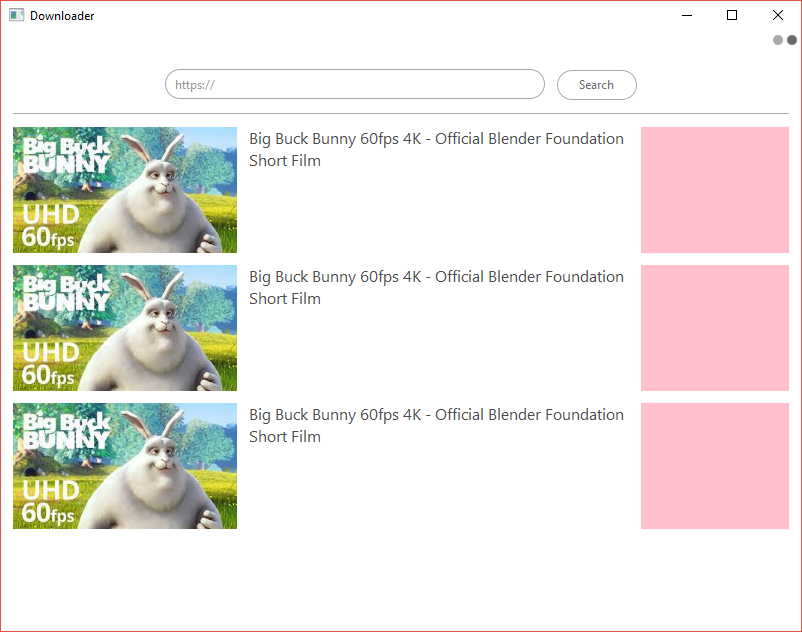 Downloader
https://
Search
Big Buck
BUNNY
UHD
60fps
Big Buck Bunny 60fps 4K - Official Blender Foundation
Short Film
Big Buck
BUNNY
UHD
60fps
Big Buck Bunny 60fps 4K - Official Blender Foundation
Short Film
Big Buck
BUNNY
UHD
60fps
Big Buck Bunny 60fps 4K - Official Blender Foundation
Short Film